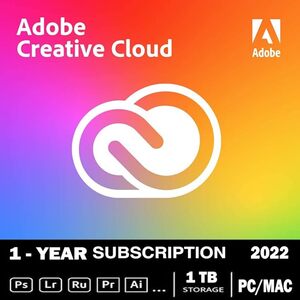 Adobe
Creative Cloud
Adobe
1 - YEAR SUBSCRIPTION 2022
Ps Lr Ru Pr Ai ...
1 TB
STORAGE
PC/MAC